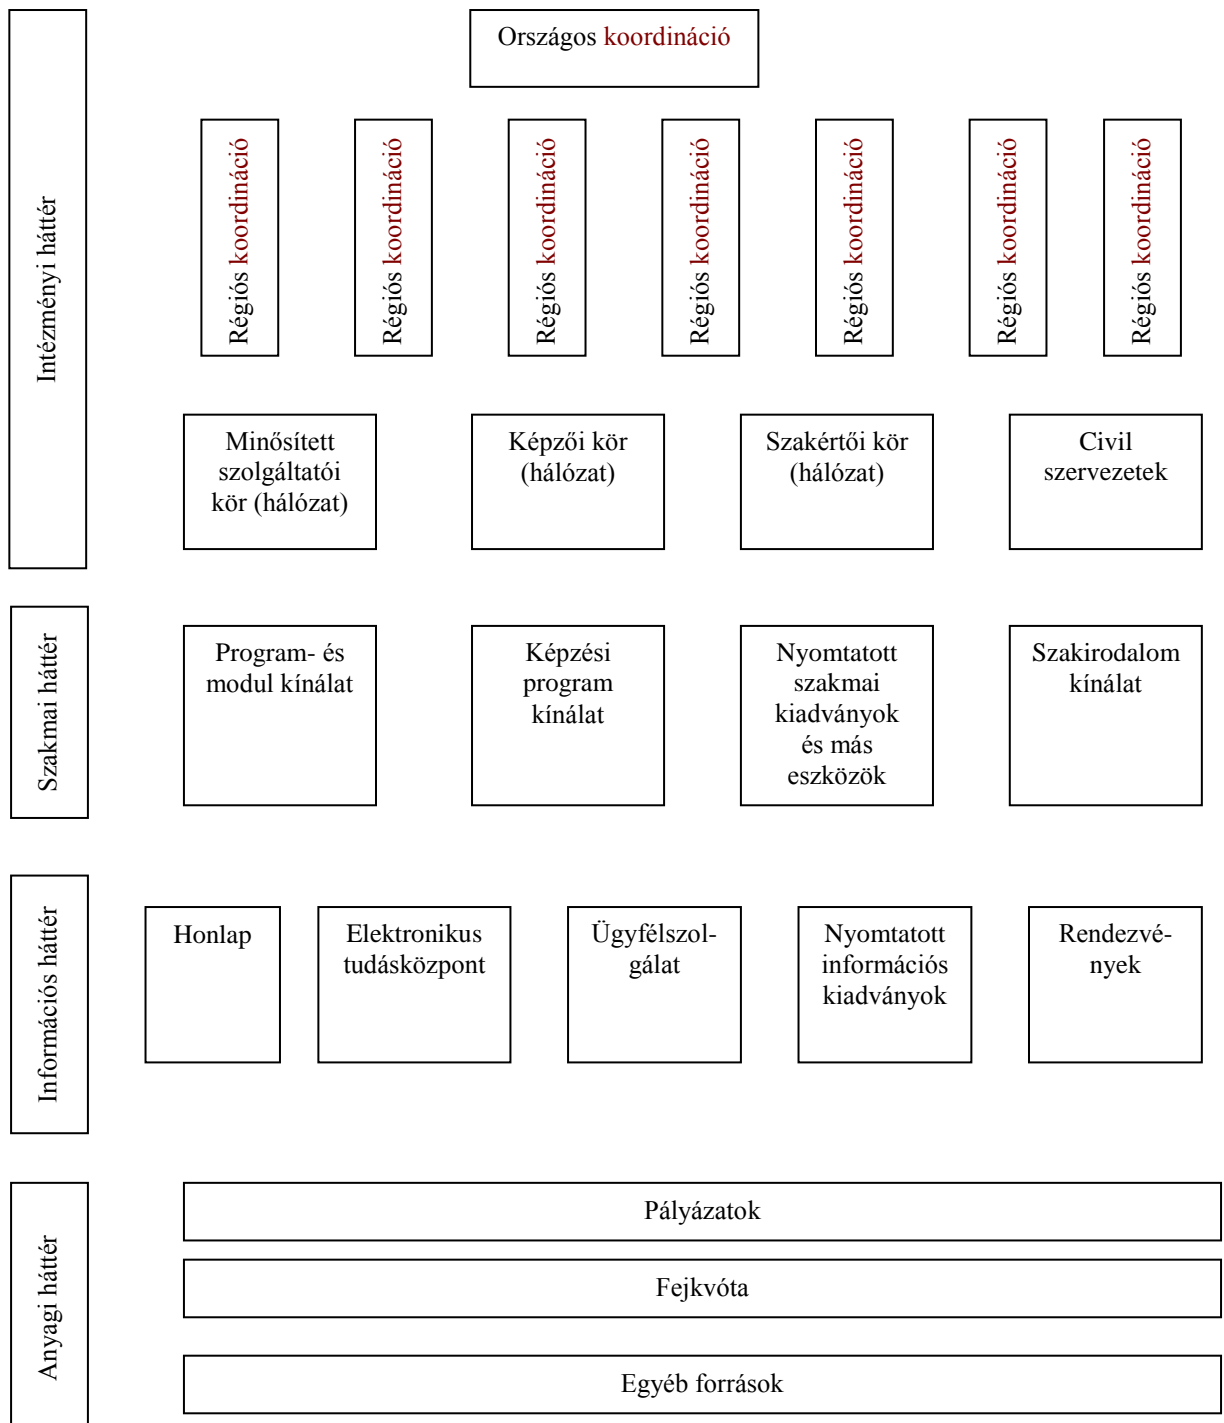 Intézményi háttér
Országos koordináció
Régiós koordináció
Régiós koordináció
Régiós koordináció
Régiós koordináció
Régiós koordináció
Régiós koordináció
Régiós koordináció
Minősített
szolgáltatói
kör (hálózat)
Képzői kör
(hálózat)
Szakértői kör
(hálózat)
Civil
szervezetek
Szakmai háttér
Program- és
modul kínálat
Képzési
program
kínálat
Nyomtatott
szakmai
kiadványok
és más
eszközök
Szakirodalom
kínálat
Információs háttér
Honlap
Elektronikus
tudásközpont
Ügyfélszol-
gálat
Nyomtatott
információs
kiadványok
Rendezvé-
nyek
Anyagi háttér
Pályázatok
Fejkvóta
Egyéb források